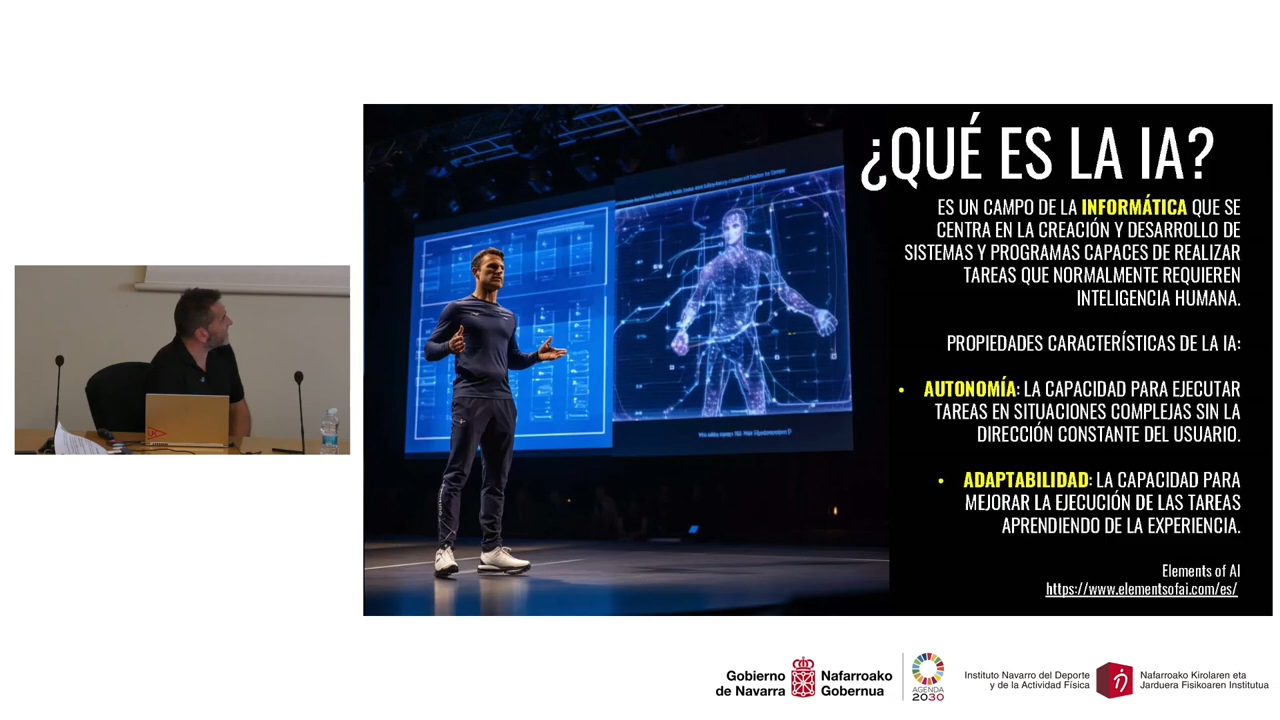 ¿QUÉ ES LA IA?
ES UN CAMPO DE LA INFORMÁTICA QUE SE
CENTRA EN LA CREACIÓN Y DESARROLLO DE
SISTEMAS Y PROGRAMAS CAPACES DE REALIZAR
TAREAS QUE NORMALMENTE REQUIEREN
INTELIGENCIA HUMANA.
PROPIEDADES CARACTERÍSTICAS DE LA IA:
• AUTONOMÍA: LA CAPACIDAD PARA EJECUTAR
TAREAS EN SITUACIONES COMPLEJAS SIN LA
DIRECCIÓN CONSTANTE DEL USUARIO.
• ADAPTABILIDAD: LA CAPACIDAD PARA
MEJORAR LA EJECUCIÓN DE LAS TAREAS
APRENDIENDO DE LA EXPERIENCIA.
Elements of AI
https://www.elementsofai.com/es/
Gobierno
de Navarra
Nafarroako
Gobernua
AGENDA
2030
Instituto Navarro del Deporte
y de la Actividad Física
Nafarroako Kirolaren eta
Jarduera Fisikoaren Institutua